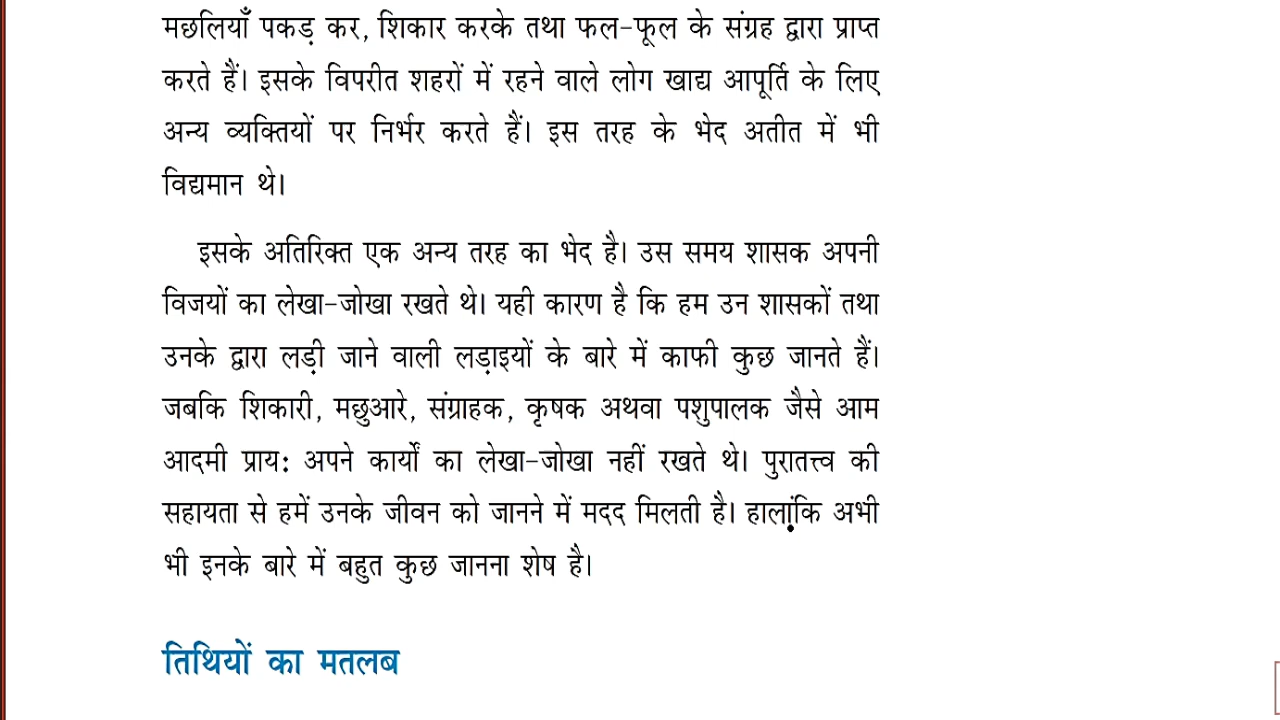 मछलियाँ पकड़ कर, शिकार करके तथा फल-फूल के संग्रह द्वारा प्राप्त
करते हैं। इसके विपरीत शहरों में रहने वाले लोग खाद्य आपूर्ति के लिए
अन्य व्यक्तियों पर निर्भर करते हैं। इस तरह के भेद अतीत में भी
विद्यमान थे।
इसके अतिरिक्त एक अन्य तरह का भेद है। उस समय शासक अपनी
विजयों का लेखा-जोखा रखते थे। यही कारण है कि हम उन शासकों तथा
उनके द्वारा लड़ी जाने वाली लड़ाइयों के बारे में काफी कुछ जानते हैं।
जबकि शिकारी, मछुआरे, संग्राहक, कृषक अथवा पशुपालक जैसे आम
आदमी प्राय: अपने कार्यों का लेखा-जोखा नहीं रखते थे। पुरातत्त्व की
सहायता से हमें उनके जीवन को जानने में मदद मिलती है। हालांकि अभी
भी इनके बारे में बहुत कुछ जानना शेष है।
तिथियों का मतलब